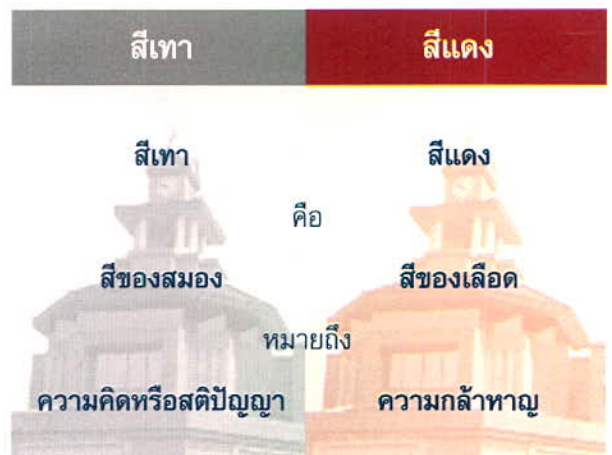 สีเทา สีแดง
สีเทา สีแดง
คือ
สีของสมอง สีของเลือด
หมายถึง
ความคิดหรือสติปัญญา ความกล้าหาญ